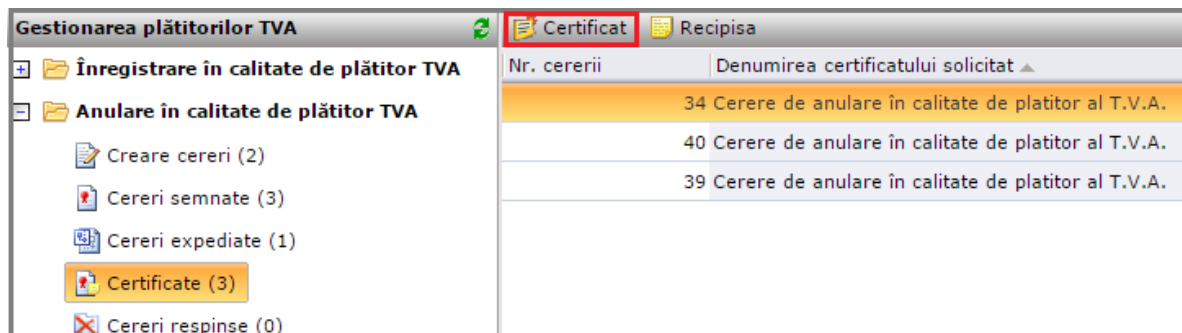 Gestionarea plătitorilor TVA
Înregistrare în calitate de plătitor TVA
Anulare în calitate de plătitor TVA
Creare cereri (2)
Cereri semnate (3)
Cereri expediate (1)
Certificate (3)
Cereri respinse (0)
Certificat Recipisa
Nr. cererii Denumirea certificatului solicitat
34 Cerere de anulare în calitate de platitor al T.V.A.
40 Cerere de anulare în calitate de platitor al T.V.A.
39 Cerere de anulare în calitate de platitor al T.V.A.